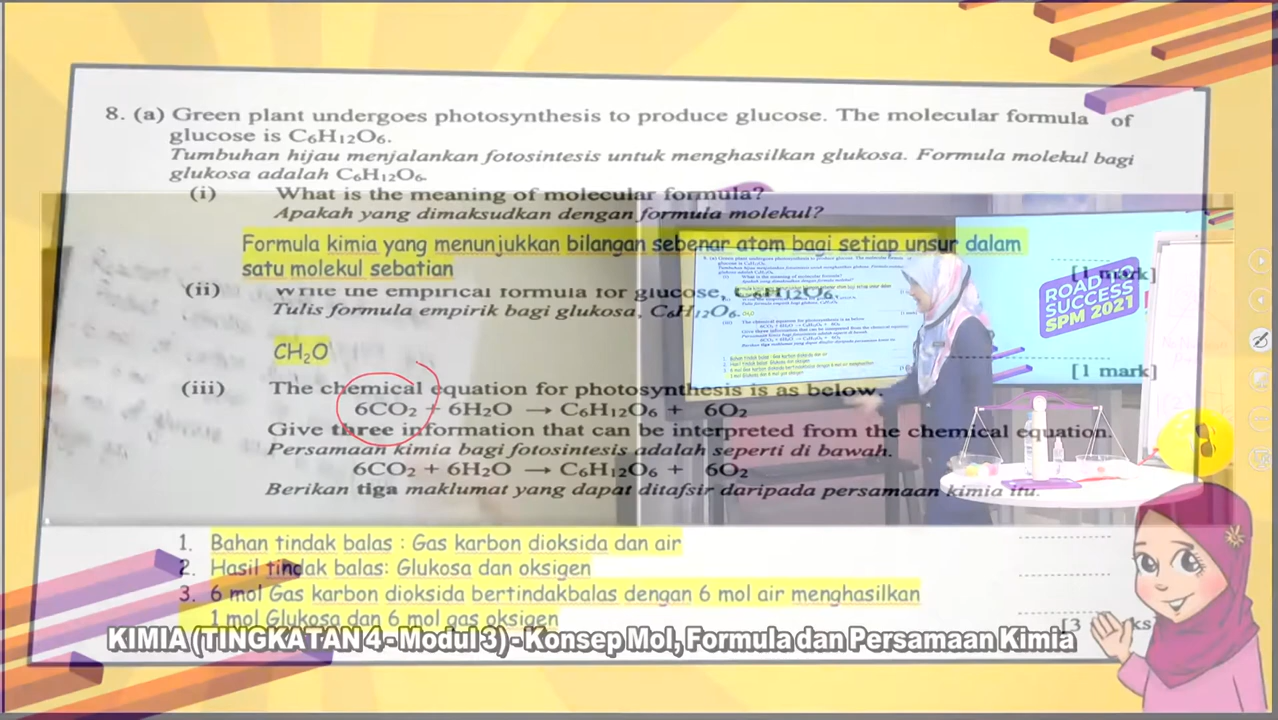 8. (a) Green plant undergoes photosynthesis to produce glucose. The molecular formula of
glucose is C₆H₁₂O₆.
Tumbuhan hijau menjalankan fotosintesis untuk menghasilkan glukosa. Formula molekul bagi
glukosa adalah C₆H₁₂O₆.
(i) What is the meaning of molecular formula?
Apakah yang dimaksudkan dengan formula molekul?
Formula kimia yang menunjukkan bilangan sebenar atom bagi setiap unsur dalam
satu molekul sebatian
[1 mark]
(ii) Write the empirical formula for glucose, C₆H₁₂O₆.
Tulis formula empirik bagi glukosa, C₆H₁₂O₆.
CH₂O
[1 mark]
(iii) The chemical equation for photosynthesis is as below.
6CO₂ + 6H₂O → C₆H₁₂O₆ + 6O₂
Give three information that can be interpreted from the chemical equation.
Persamaan kimia bagi fotosintesis adalah seperti di bawah.
6CO₂ + 6H₂O → C₆H₁₂O₆ + 6O₂
Berikan tiga maklumat yang dapat ditafsir daripada persamaan kimia itu.
1. Bahan tindak balas : Gas karbon dioksida dan air
2. Hasil tindak balas: Glukosa dan oksigen
3. 6 mol Gas karbon dioksida bertindakbalas dengan 6 mol air menghasilkan
1 mol Glukosa dan 6 mol gas oksigen
[3
ROAD TO
SUCCESS
SPM 2021
KIMIA (TINGKATAN 4 - Modul 3) - Konsep Mol, Formula dan Persamaan Kimia